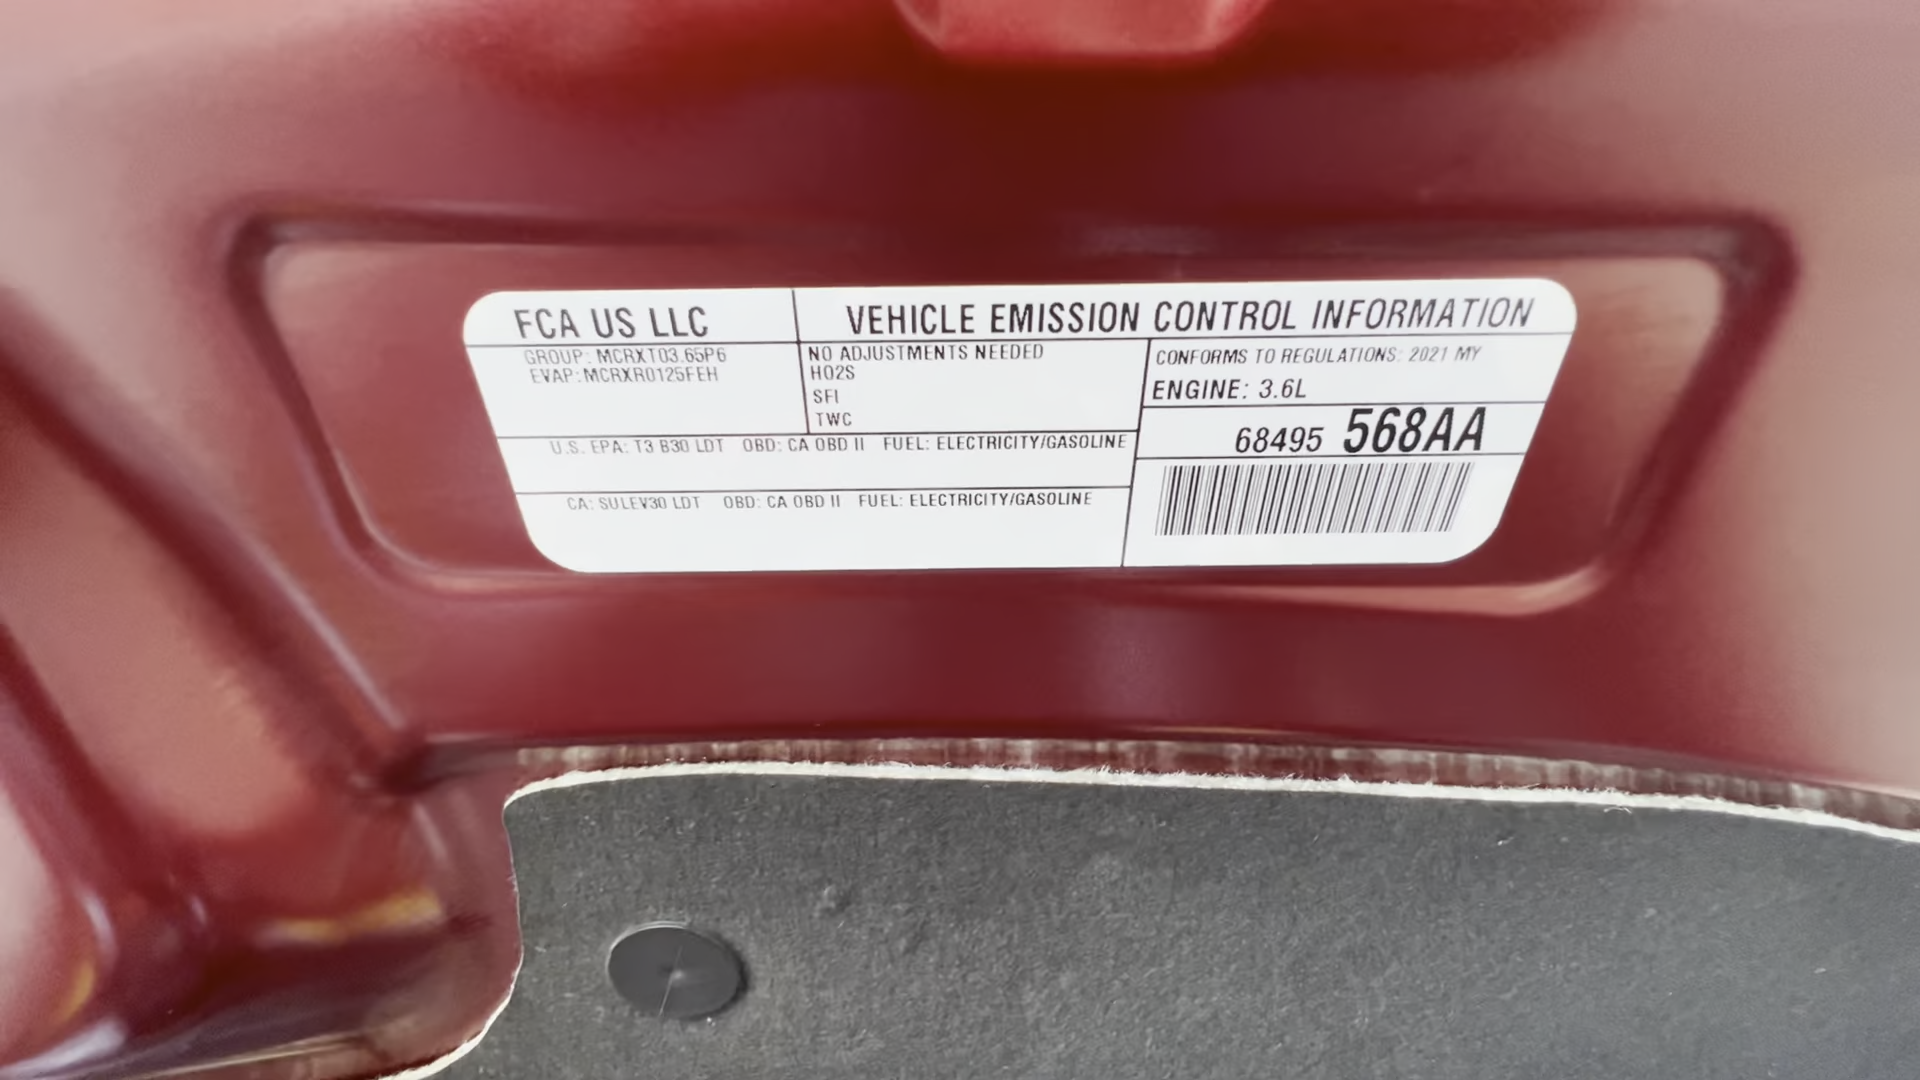 FCA US LLC
VEHICLE EMISSION CONTROL INFORMATION
GROUP: MCRXT03.65P6
EVAP: MCRXR0125FEH
NO ADJUSTMENTS NEEDED
HO2S
SFI
TWC
CONFORMS TO REGULATIONS: 2021 MY
ENGINE: 3.6L
68495 568AA
U.S. EPA: T3 B30 LDT OBD: CA OBD II FUEL: ELECTRICITY/GASOLINE
CA: SULEV30 LDT OBD: CA OBD II FUEL: ELECTRICITY/GASOLINE